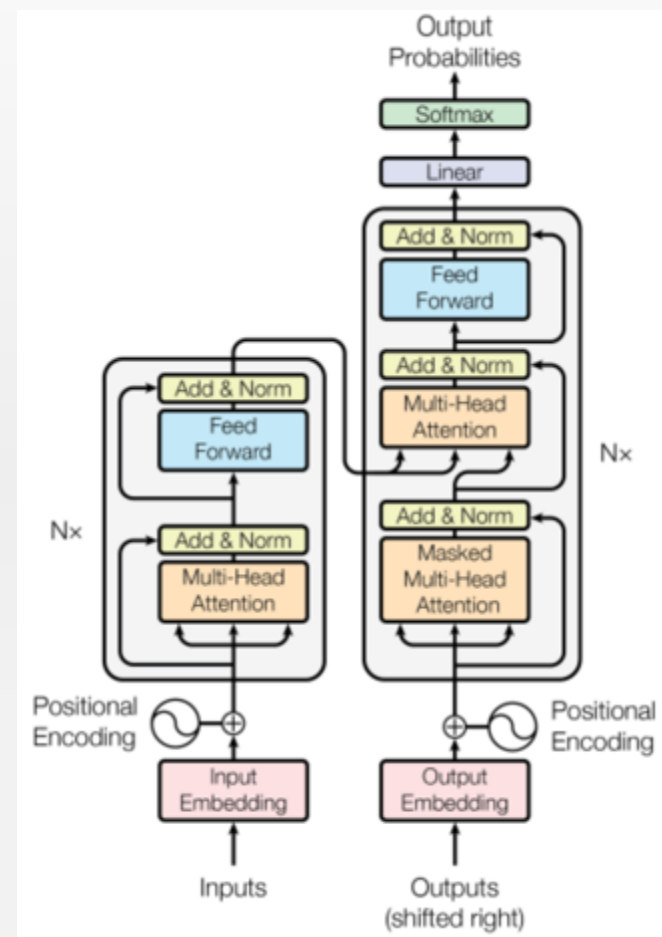 Output
Probabilities
Softmax
Linear
Add & Norm
Feed
Forward
Add & Norm
Multi-Head
Attention
Add & Norm
Masked
Multi-Head
Attention
Nx
Add & Norm
Feed
Forward
Add & Norm
Multi-Head
Attention
Nx
Positional
Encoding
Positional
Encoding
Input
Embedding
Output
Embedding
Inputs
Outputs
(shifted right)